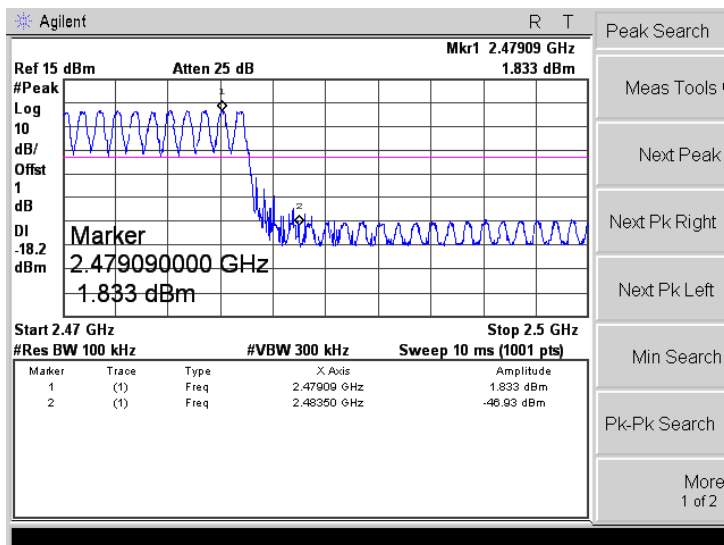 Agilent R T
Mkr1 2.47909 GHz
Ref 15 dBm Atten 25 dB 1.833 dBm
#Peak
Log
10
dB/
Offst
1
dB
DI
-18.2
dBm
1
2
Marker
2.479090000 GHz
1.833 dBm
Start 2.47 GHz Stop 2.5 GHz
#Res BW 100 kHz #VBW 300 kHz Sweep 10 ms (1001 pts)
Marker Trace Type X Axis Amplitude
1 (1) Freq 2.47909 GHz 1.833 dBm
2 (1) Freq 2.48350 GHz -46.93 dBm
Peak Search
Meas Tools
Next Peak
Next Pk Right
Next Pk Left
Min Search
Pk-Pk Search
More
1 of 2